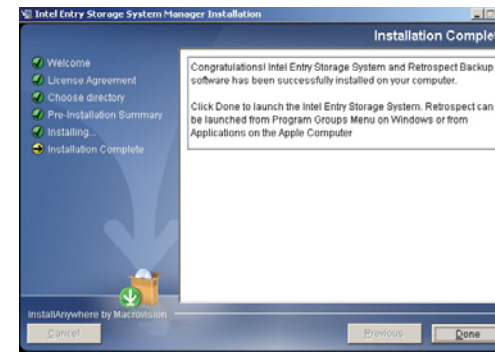 Intel Entry Storage System Manager Installation
Installation Comple
Welcome
License Agreement
Choose directory
Pre-Installation Summary
Installing...
Installation Complete
Congratulations! Intel Entry Storage System and Retrospect Backup
software has been successfully installed on your computer.
Click Done to launch the Intel Entry Storage System. Retrospect can
be launched from Program Groups Menu on Windows or from
Applications on the Apple Computer
InstallAnywhere by Macrovision
Cancel
Previous
Done